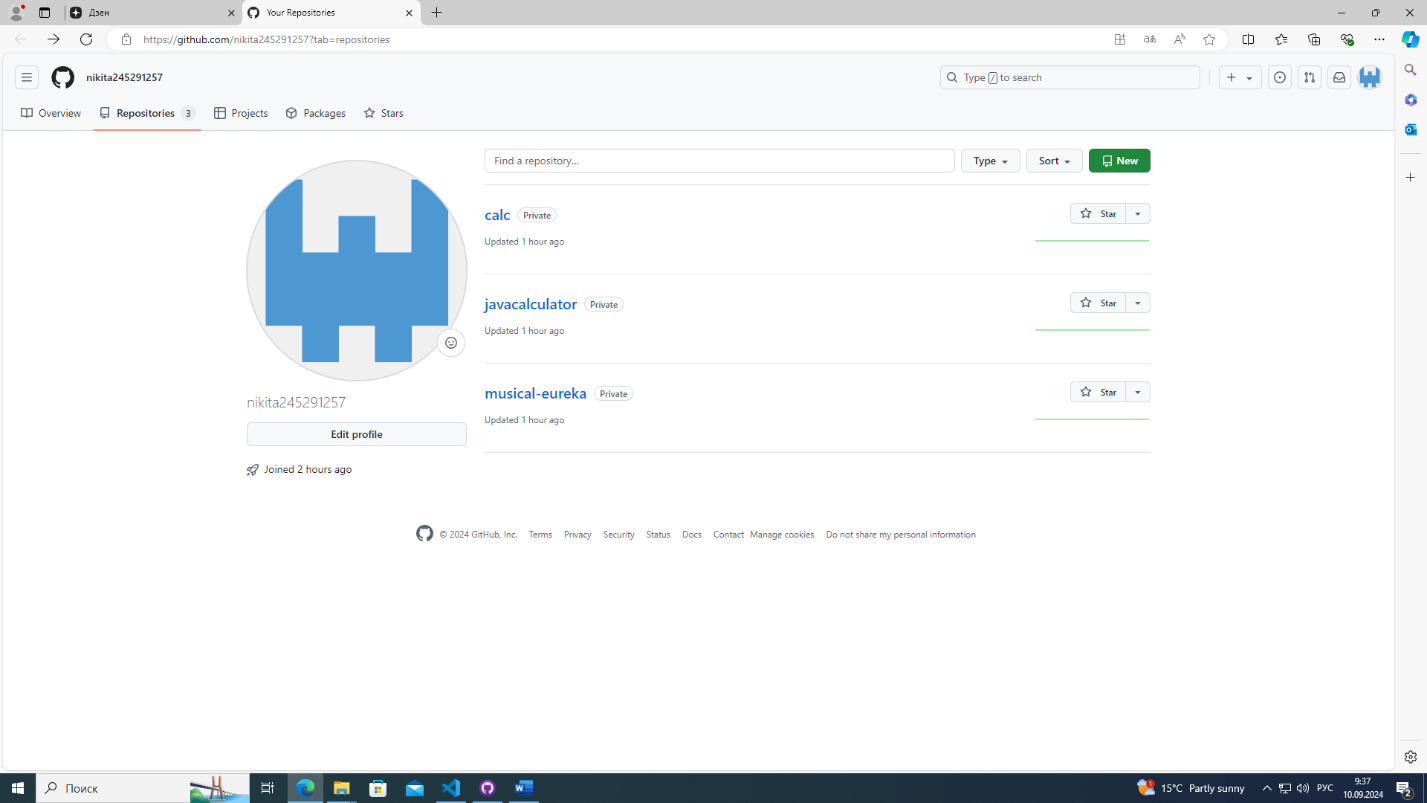 Дзен
Your Repositories
https://github.com/nikita245291257?tab=repositories
nikita245291257
Type / to search
Overview
Repositories 3
Projects
Packages
Stars
Find a repository...
Type
Sort
New
calc Private
Star
Updated 1 hour ago
javacalculator Private
Star
Updated 1 hour ago
musical-eureka Private
Star
Updated 1 hour ago
nikita245291257
Edit profile
Joined 2 hours ago
© 2024 GitHub, Inc. Terms Privacy Security Status Docs Contact Manage cookies Do not share my personal information
Поиск
1
15°C Partly sunny
РУС
9:37
10.09.2024
2